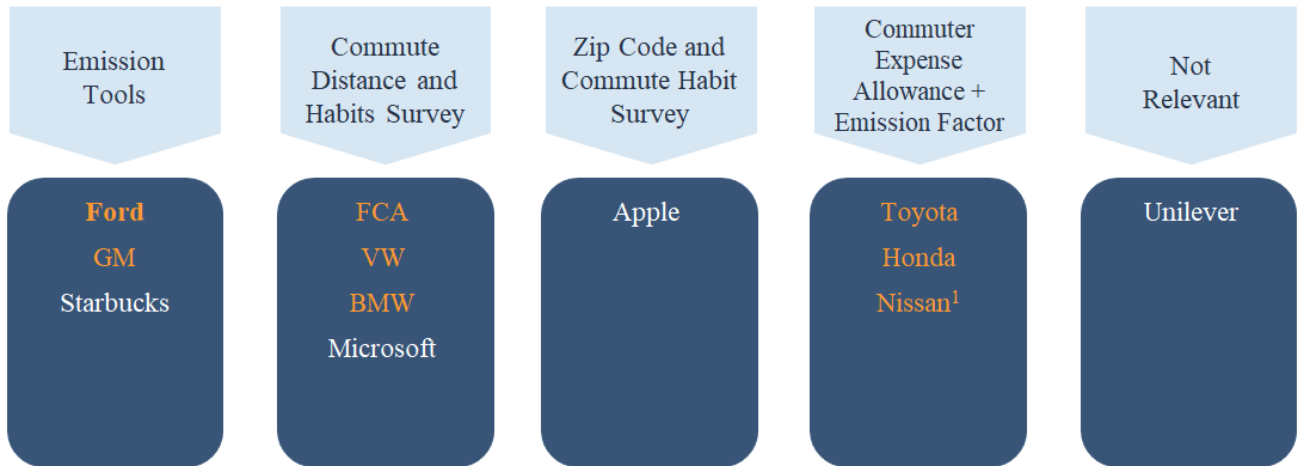 Emission
Tools
Commute
Distance and
Habits Survey
Zip Code and
Commute Habit
Survey
Commuter
Expense
Allowance +
Emission Factor
Not
Relevant
Ford
GM
Starbucks
FCA
VW
BMW
Microsoft
Apple
Toyota
Honda
Nissan¹
Unilever